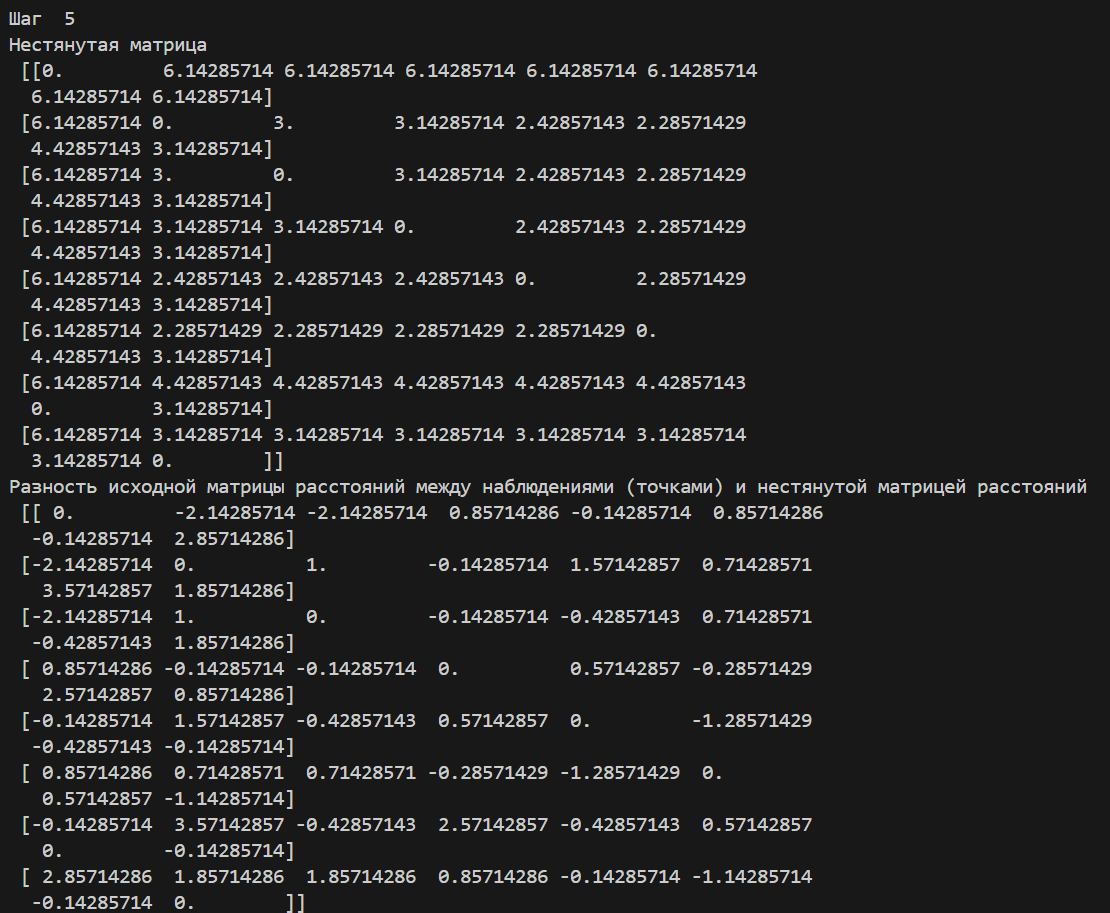 Шаг  5
Нестянутая матрица
 [[0.         6.14285714 6.14285714 6.14285714 6.14285714 6.14285714
  6.14285714 6.14285714]
 [6.14285714 0.         3.         3.14285714 2.42857143 2.28571429
  4.42857143 3.14285714]
 [6.14285714 3.         0.         3.14285714 2.42857143 2.28571429
  4.42857143 3.14285714]
 [6.14285714 3.14285714 3.14285714 0.         2.42857143 2.28571429
  4.42857143 3.14285714]
 [6.14285714 2.42857143 2.42857143 2.42857143 0.         2.28571429
  4.42857143 3.14285714]
 [6.14285714 2.28571429 2.28571429 2.28571429 2.28571429 0.
  4.42857143 3.14285714]
 [6.14285714 4.42857143 4.42857143 4.42857143 4.42857143 4.42857143
  0.         3.14285714]
 [6.14285714 3.14285714 3.14285714 3.14285714 3.14285714 3.14285714
  3.14285714 0.        ]]
Разность исходной матрицы расстояний между наблюдениями (точками) и нестянутой матрицей расстояний
 [[ 0.         -2.14285714 -2.14285714  0.85714286 -0.14285714  0.85714286
  -0.14285714  2.85714286]
 [-2.14285714  0.          1.         -0.14285714  1.57142857  0.71428571
   3.57142857  1.85714286]
 [-2.14285714  1.          0.         -0.14285714 -0.42857143  0.71428571
  -0.42857143  1.85714286]
 [ 0.85714286 -0.14285714 -0.14285714  0.          0.57142857 -0.28571429
   2.57142857  0.85714286]
 [-0.14285714  1.57142857 -0.42857143  0.57142857  0.         -1.28571429
  -0.42857143 -0.14285714]
 [ 0.85714286  0.71428571  0.71428571 -0.28571429 -1.28571429  0.
   0.57142857 -1.14285714]
 [-0.14285714  3.57142857 -0.42857143  2.57142857 -0.42857143  0.57142857
   0.         -0.14285714]
 [ 2.85714286  1.85714286  1.85714286  0.85714286 -0.14285714 -1.14285714
  -0.14285714  0.        ]]